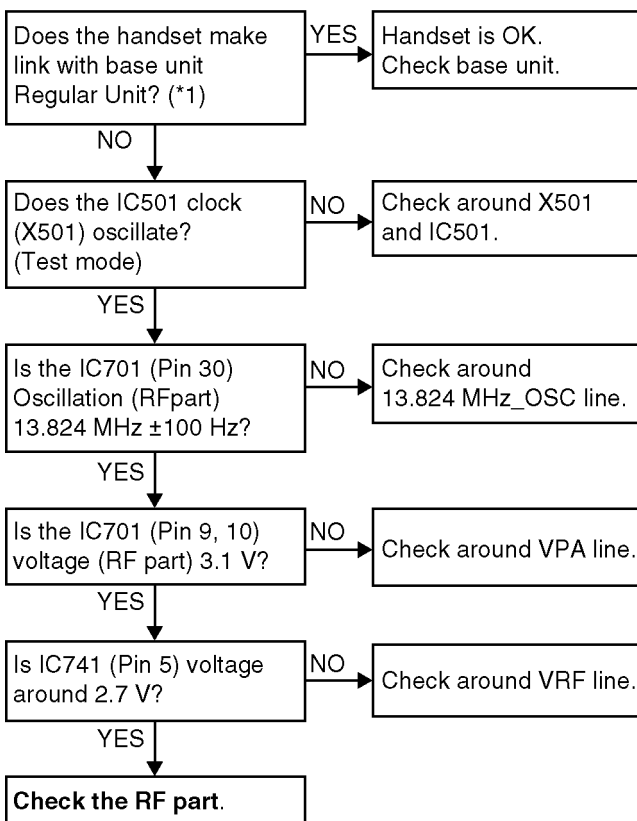 Does the handset make
link with base unit
Regular Unit? (*1)
YES
Handset is OK.
Check base unit.
NO
Does the IC501 clock
(X501) oscillate?
(Test mode)
NO
Check around X501
and IC501.
YES
Is the IC701 (Pin 30)
Oscillation (RFpart)
13.824 MHz ±100 Hz?
NO
Check around
13.824 MHz_OSC line.
YES
Is the IC701 (Pin 9, 10)
voltage (RF part) 3.1 V?
NO
Check around VPA line.
YES
Is IC741 (Pin 5) voltage
around 2.7 V?
NO
Check around VRF line.
YES
Check the RF part.